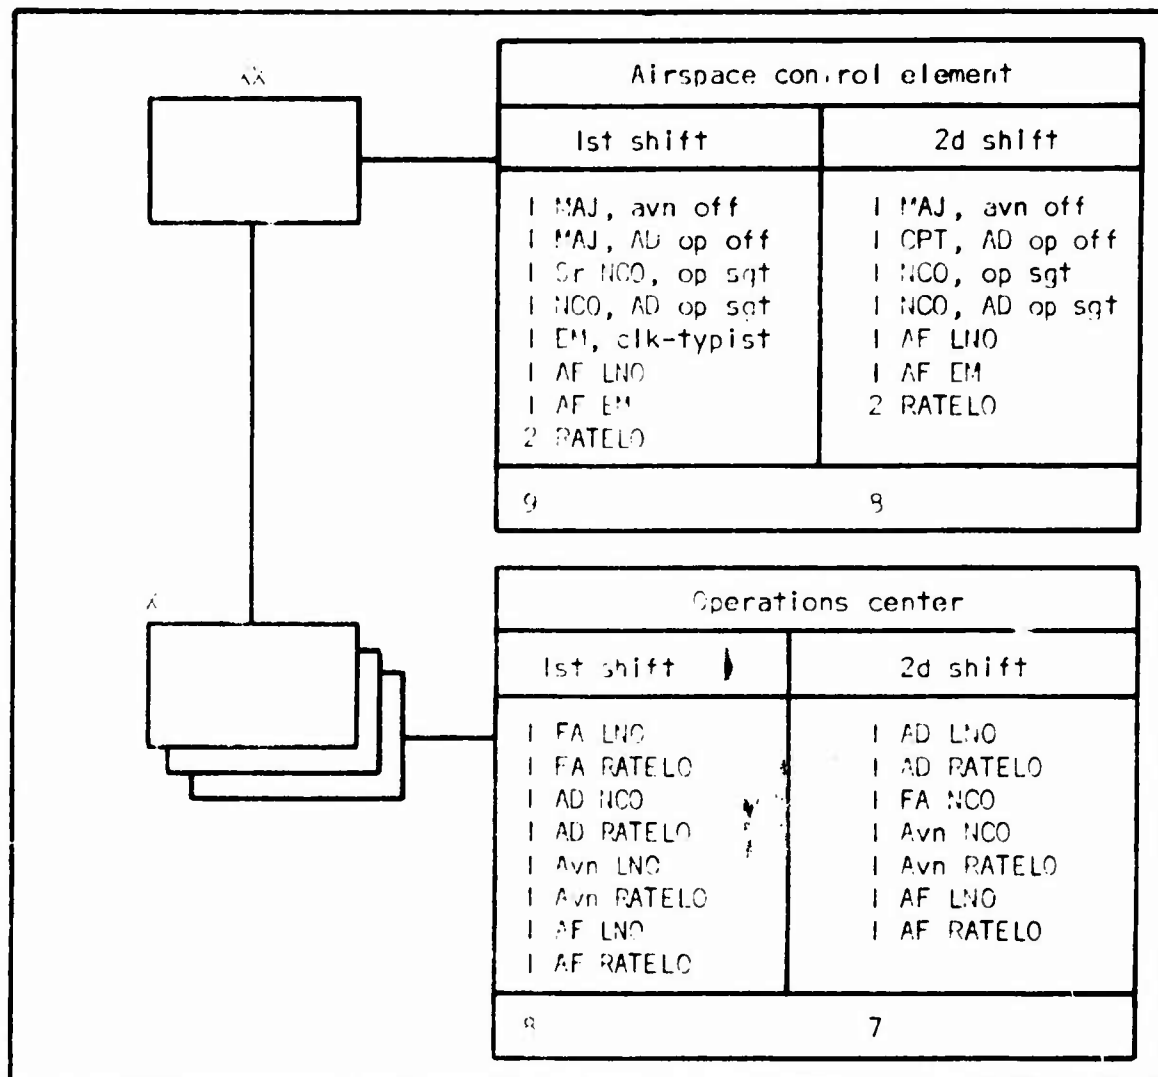 XX
Airspace control element
1st shift 2d shift
1 MAJ, avn off 1 MAJ, avn off
1 MAJ, AD op off 1 CPT, AD op off
1 Sr NCO, op sgt 1 NCO, op sgt
1 NCO, AD op sgt 1 NCO, AD op sgt
1 EM, clk-typist 1 AF LNO
1 AF LNO 1 AF EM
1 AF EM 2 RATELO
2 RATELO
9 8
X
Operations center
1st shift 2d shift
1 FA LNO 1 AD LNO
1 FA RATELO 1 AD RATELO
1 AD NCO 1 FA NCO
1 AD RATELO 1 Avn NCO
1 Avn LNO 1 Avn RATELO
1 Avn RATELO 1 AF LNO
1 AF LNO 1 AF RATELO
1 AF RATELO
8 7